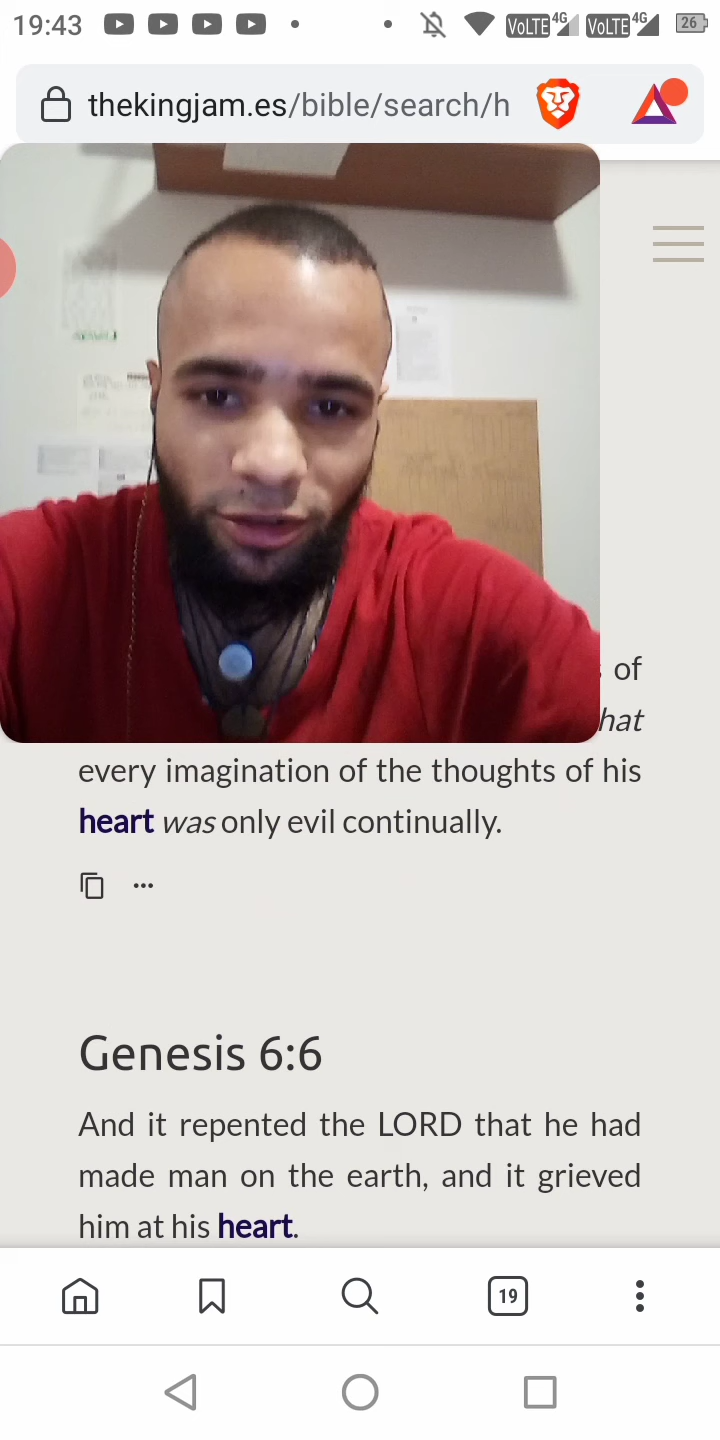 19:43
VoLTE 4G VoLTE 4G 26
thekingjam.es/bible/search/h
of
hat
every imagination of the thoughts of his
heart was only evil continually.
Genesis 6:6
And it repented the LORD that he had
made man on the earth, and it grieved
him at his heart.
19